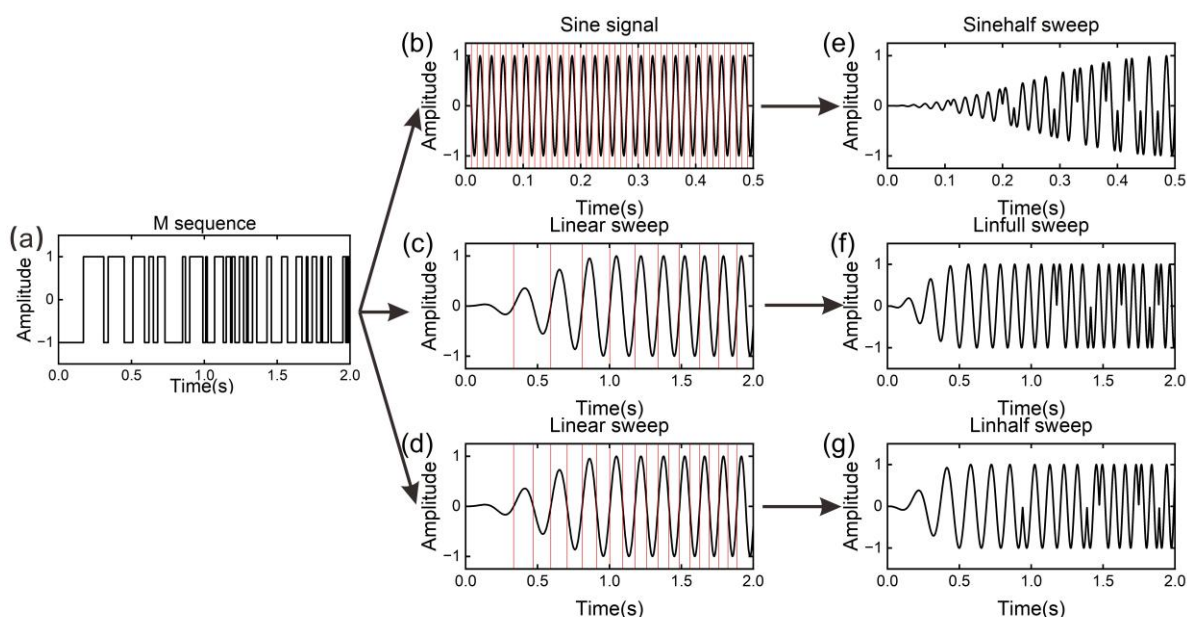 (a)
M sequence
Amplitude
1
0
−1
0.0 0.5 1.0 1.5 2.0
Time(s)
(b)
Sine signal
Amplitude
1
0
−1
0.0 0.1 0.2 0.3 0.4 0.5
Time(s)
(e)
Sinehalf sweep
Amplitude
1
0
−1
0.0 0.1 0.2 0.3 0.4 0.5
Time(s)
(c)
Linear sweep
Amplitude
1
0
−1
0.0 0.5 1.0 1.5 2.0
Time(s)
(f)
Linfull sweep
Amplitude
1
0
−1
0.0 0.5 1.0 1.5 2.0
Time(s)
(d)
Linear sweep
Amplitude
1
0
−1
0.0 0.5 1.0 1.5 2.0
Time(s)
(g)
Linhalf sweep
Amplitude
1
0
−1
0.0 0.5 1.0 1.5 2.0
Time(s)